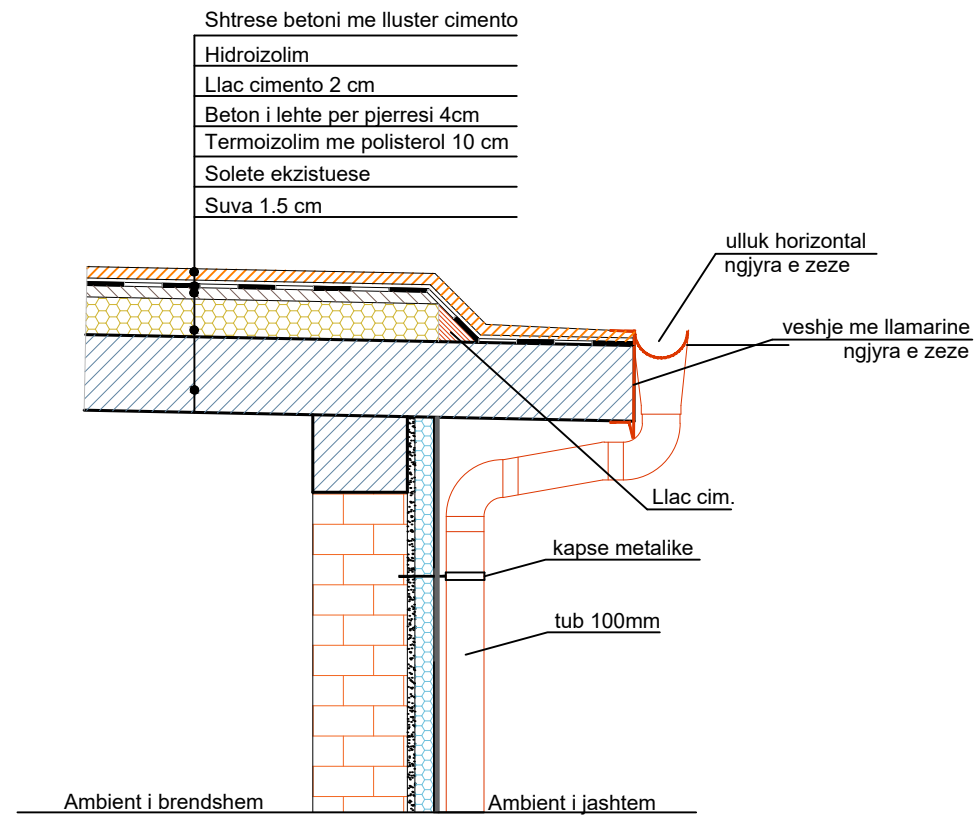 Shtrese betoni me lluster cimento
Hidroizolim
Llac cimento 2 cm
Beton i lehte per pjerresi 4cm
Termoizolim me polisterol 10 cm
Solete ekzistuese
Suva 1.5 cm
ulluk horizontal
ngjyra e zeze
veshje me llamarine
ngjyra e zeze
Llac cim.
kapse metalike
tub 100mm
Ambient i brendshem
Ambient i jashtem